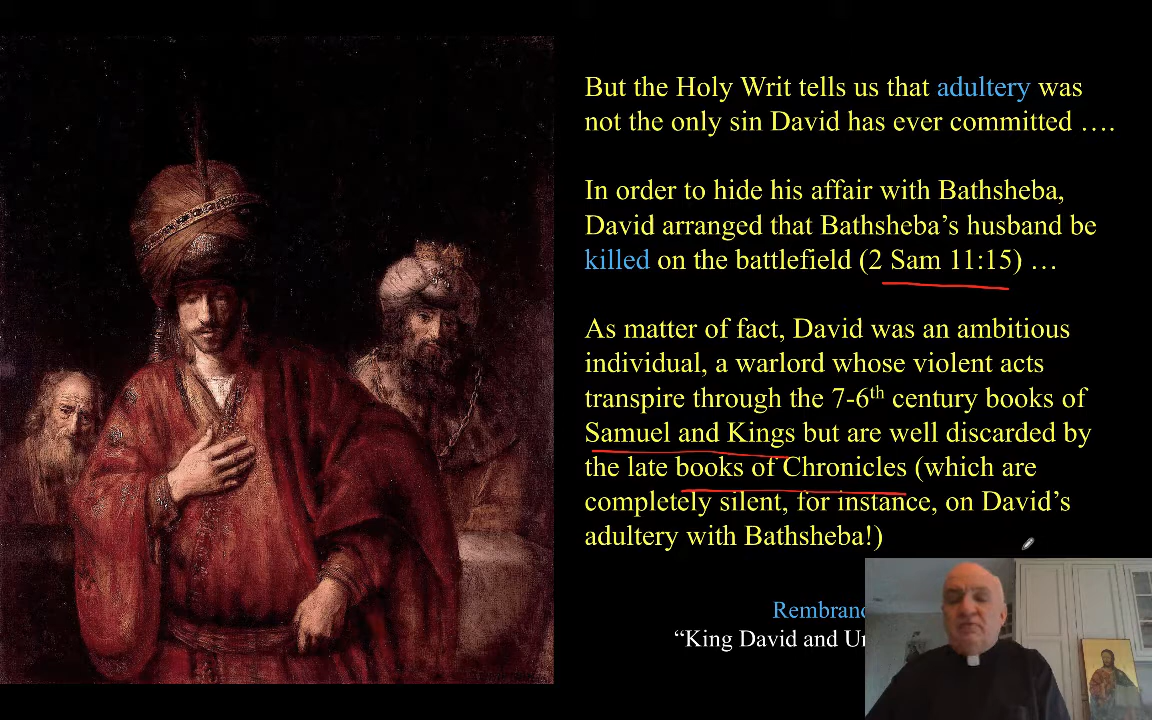 But the Holy Writ tells us that adultery was
not the only sin David has ever committed ….
In order to hide his affair with Bathsheba,
David arranged that Bathsheba’s husband be
killed on the battlefield (2 Sam 11:15) …
As matter of fact, David was an ambitious
individual, a warlord whose violent acts
transpire through the 7-6th century books of
Samuel and Kings but are well discarded by
the late books of Chronicles (which are
completely silent, for instance, on David’s
adultery with Bathsheba!)
“King David and